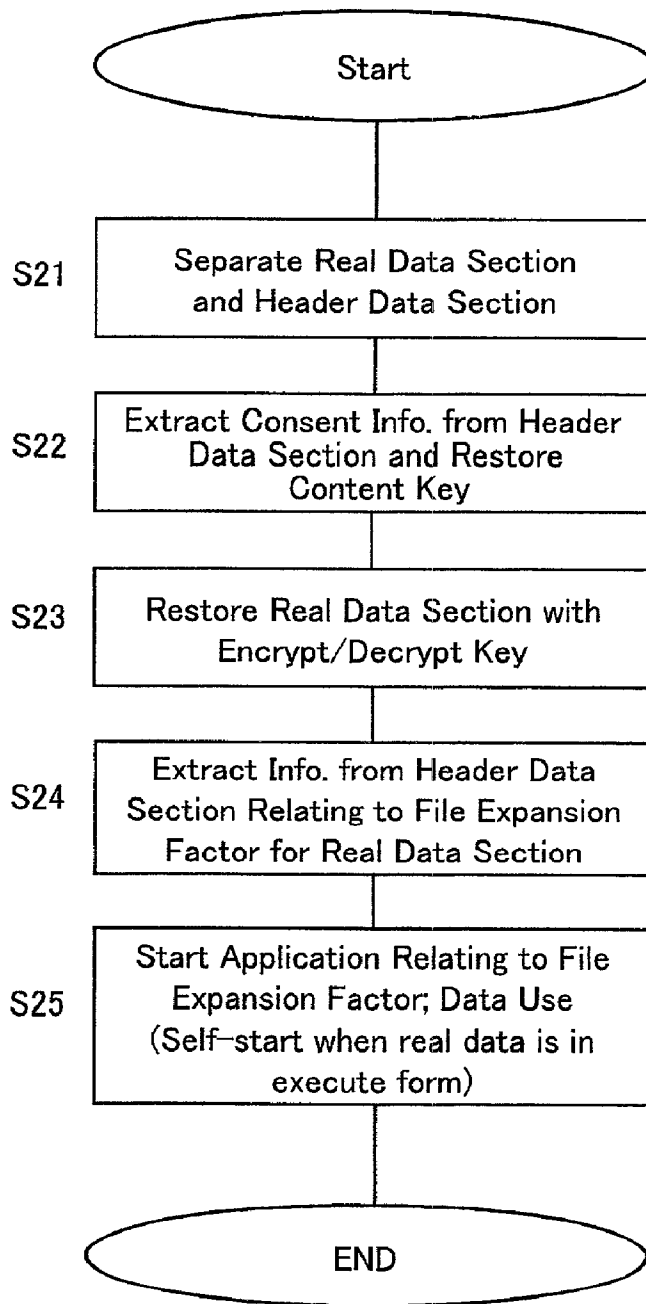 Start
S21
Separate Real Data Section
and Header Data Section
S22
Extract Consent Info. from Header
Data Section and Restore
Content Key
S23
Restore Real Data Section with
Encrypt/Decrypt Key
S24
Extract Info. from Header Data
Section Relating to File Expansion
Factor for Real Data Section
S25
Start Application Relating to File
Expansion Factor; Data Use
(Self-start when real data is in
execute form)
END